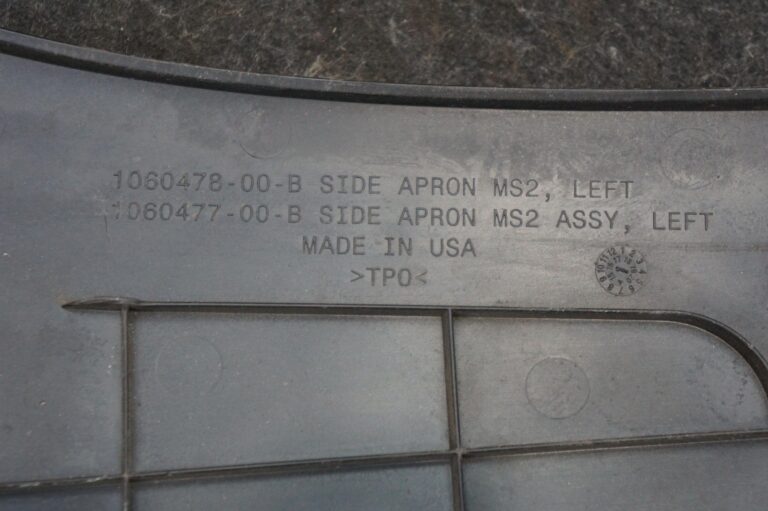 1060478-00-B SIDE APRON MS2, LEFT
1060477-00-B SIDE APRON MS2 ASSY, LEFT
MADE IN USA
>TPO<